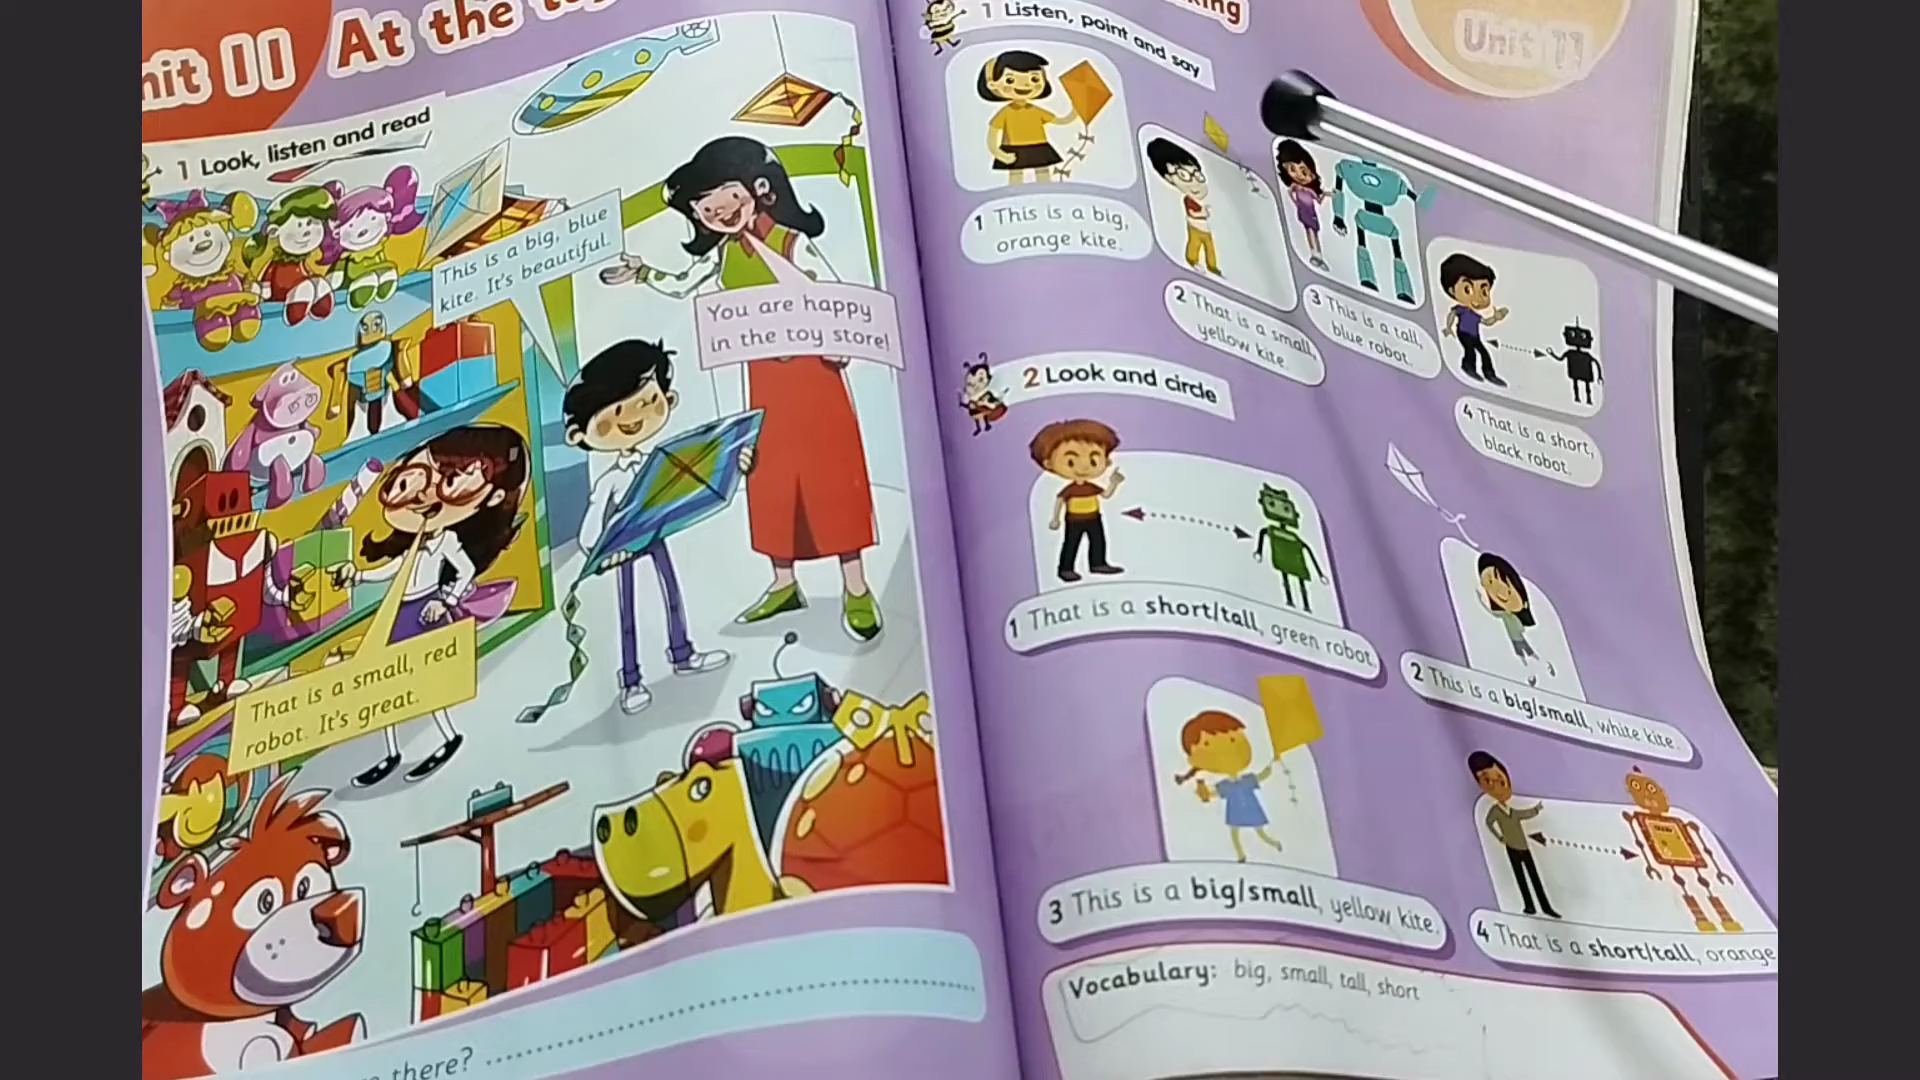 Unit 11 At the
1 Look, listen and read
This is a big, blue
kite. It's beautiful.
You are happy
in the toy store!
That is a small, red
robot. It's great.
there?
1 Listen, point and say
Unit 11
1 This is a big,
orange kite.
2 That is a small,
yellow kite.
3 This is a tall,
blue robot.
4 That is a short,
black robot.
2 Look and circle
1 That is a short/tall, green robot.
2 This is a big/small, white kite.
3 This is a big/small, yellow kite.
4 That is a short/tall, orange
Vocabulary: big, small, tall, short